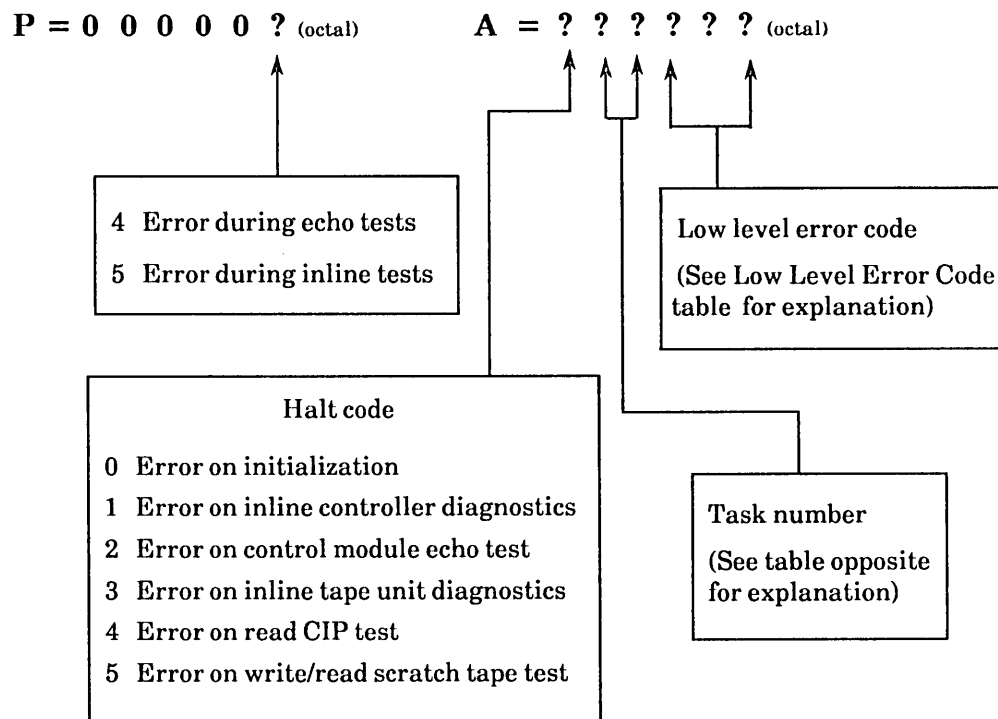 P = 0 0 0 0 0 ? (octal) A = ? ? ? ? ? ? (octal)
4 Error during echo tests
5 Error during inline tests
Low level error code
(See Low Level Error Code
table for explanation)
Halt code
0 Error on initialization
1 Error on inline controller diagnostics
2 Error on control module echo test
3 Error on inline tape unit diagnostics
4 Error on read CIP test
5 Error on write/read scratch tape test
Task number
(See table opposite
for explanation)